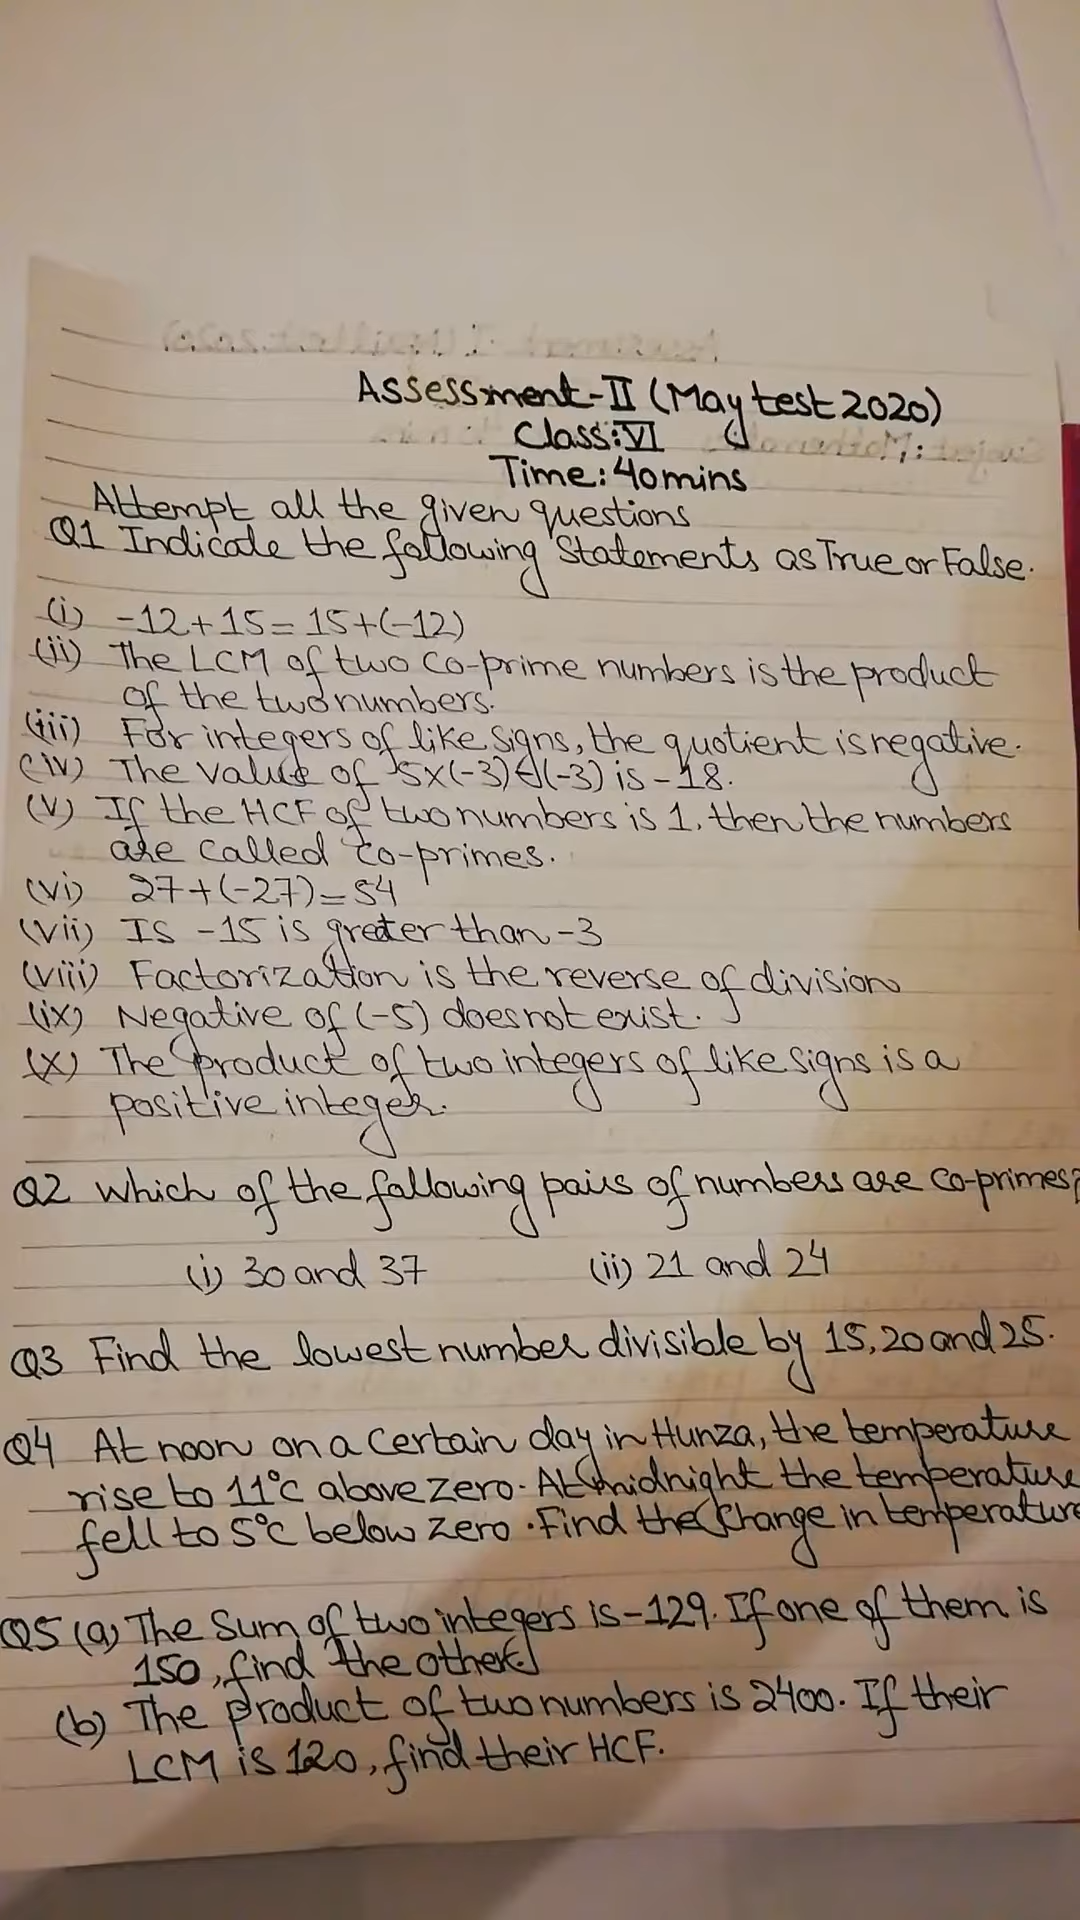 Assessment-II (May test 2020)
Class:VI
Time:40mins
Attempt all the given questions
Q1 Indicate the following Statements as True or False.
(i) -12+15=15+(-12)
(ii) The LCM of two co-prime numbers is the product
of the two numbers.
(iii) For integers of like signs, the quotient is negative.
(iv) The value of 5x(-3) (-3) is -18.
(v) If the HCF of two numbers is 1, then the numbers
are called co-primes.
(vi) 27+(-27)=54
(vii) Is -15 is greater than -3
(viii) Factorization is the reverse of division
(ix) Negative of (-5) does not exist.
(x) The product of two integers of like signs is a
positive integer.
Q2 which of the following pairs of numbers are co-primes?
(i) 30 and 37 (ii) 21 and 24
Q3 Find the lowest number divisible by 15,20 and 25.
Q4 At noon on a certain day in Hunza, the temperature
rise to 11°c above zero. At midnight the temperature
fell to 5°c below zero. Find the change in temperature
Q5 (a) The Sum of two integers is -129. If one of them is
150, find the other.
(b) The product of two numbers is 2400. If their
LCM is 120, find their HCF.